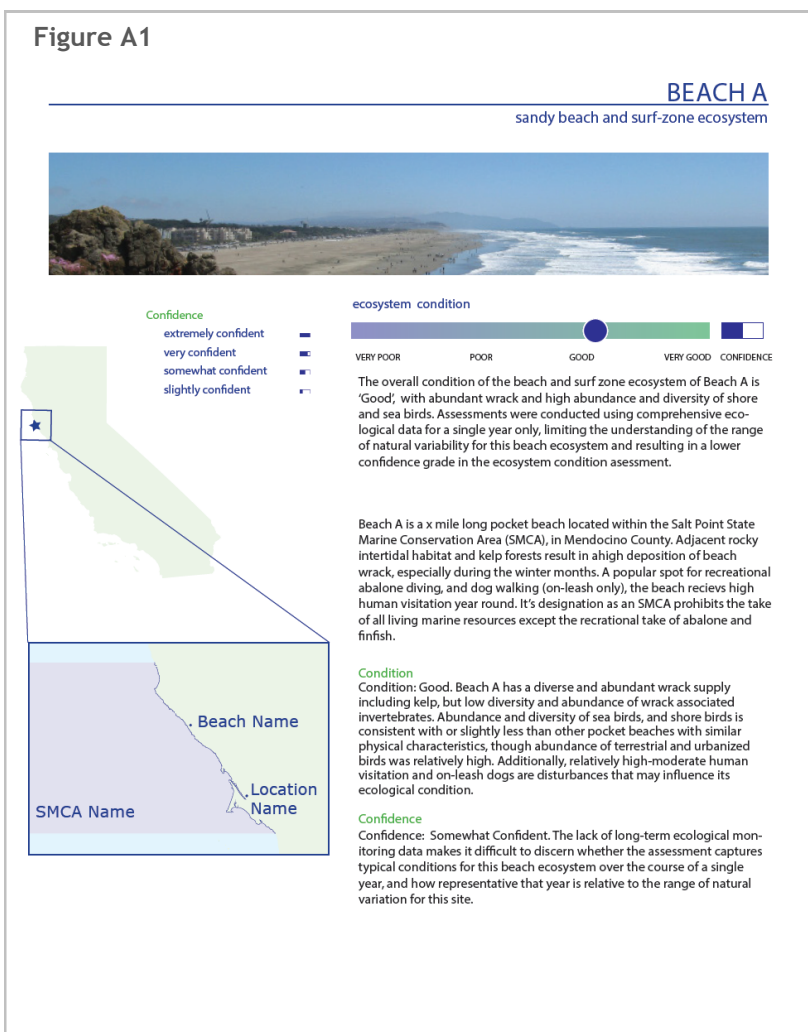 Figure A1
BEACH A
sandy beach and surf-zone ecosystem
Confidence
extremely confident
very confident
somewhat confident
slightly confident
ecosystem condition
VERY POOR POOR GOOD VERY GOOD CONFIDENCE
The overall condition of the beach and surf zone ecosystem of Beach A is
‘Good’, with abundant wrack and high abundance and diversity of shore
and sea birds. Assessments were conducted using comprehensive eco-
logical data for a single year only, limiting the understanding of the range
of natural variability for this beach ecosystem and resulting in a lower
confidence grade in the ecosystem condition asessment.
Beach A is a x mile long pocket beach located within the Salt Point State
Marine Conservation Area (SMCA), in Mendocino County. Adjacent rocky
intertidal habitat and kelp forests result in ahigh deposition of beach
wrack, especially during the winter months. A popular spot for recreational
abalone diving, and dog walking (on-leash only), the beach recievs high
human visitation year round. It’s designation as an SMCA prohibits the take
of all living marine resources except the recrational take of abalone and
finfish.
Beach Name
Location
Name
SMCA Name
Condition
Condition: Good. Beach A has a diverse and abundant wrack supply
including kelp, but low diversity and abundance of wrack associated
invertebrates. Abundance and diversity of sea birds, and shore birds is
consistent with or slightly less than other pocket beaches with similar
physical characteristics, though abundance of terrestrial and urbanized
birds was relatively high. Additionally, relatively high-moderate human
visitation and on-leash dogs are disturbances that may influence its
ecological condition.
Confidence
Confidence: Somewhat Confident. The lack of long-term ecological mon-
itoring data makes it difficult to discern whether the assessment captures
typical conditions for this beach ecosystem over the course of a single
year, and how representative that year is relative to the range of natural
variation for this site.